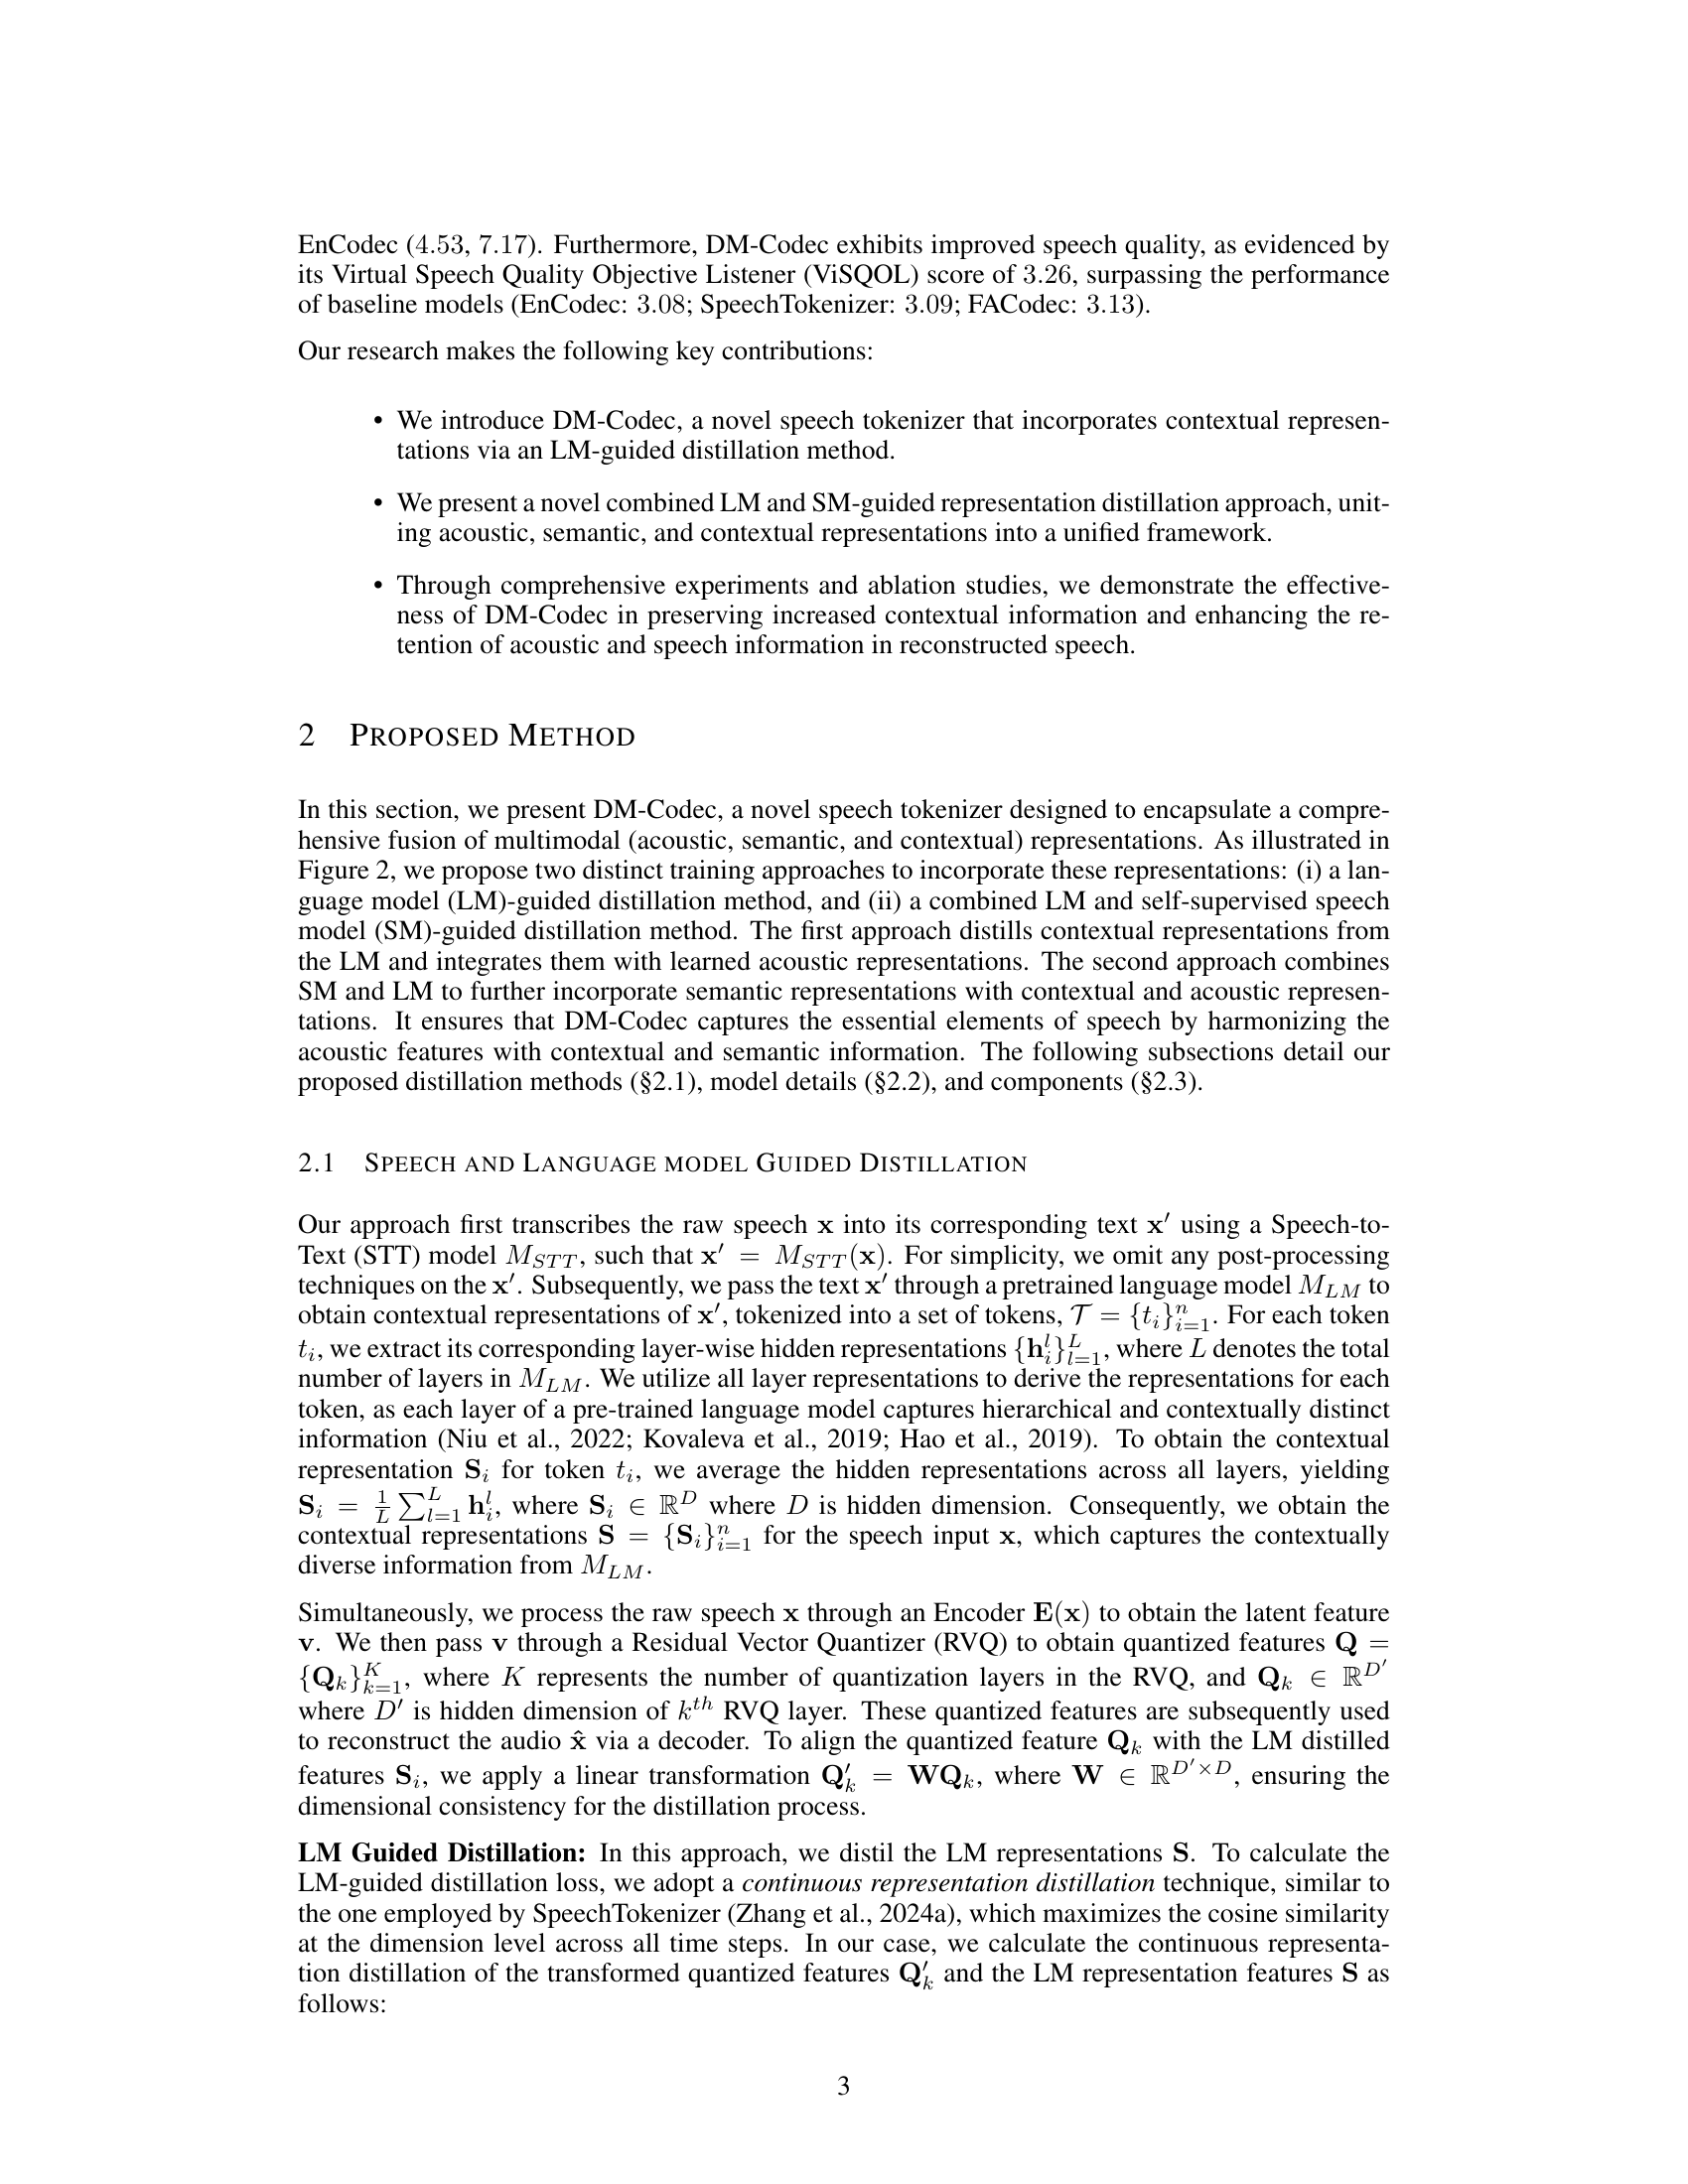 EnCodec (4.53, 7.17). Furthermore, DM-Codec exhibits improved speech quality, as evidenced by
its Virtual Speech Quality Objective Listener (ViSQOL) score of 3.26, surpassing the performance
of baseline models (EnCodec: 3.08; SpeechTokenizer: 3.09; FACodec: 3.13).
Our research makes the following key contributions:
• We introduce DM-Codec, a novel speech tokenizer that incorporates contextual represen-
tations via an LM-guided distillation method.
• We present a novel combined LM and SM-guided representation distillation approach, unit-
ing acoustic, semantic, and contextual representations into a unified framework.
• Through comprehensive experiments and ablation studies, we demonstrate the effective-
ness of DM-Codec in preserving increased contextual information and enhancing the re-
tention of acoustic and speech information in reconstructed speech.
2 PROPOSED METHOD
In this section, we present DM-Codec, a novel speech tokenizer designed to encapsulate a compre-
hensive fusion of multimodal (acoustic, semantic, and contextual) representations. As illustrated in
Figure 2, we propose two distinct training approaches to incorporate these representations: (i) a lan-
guage model (LM)-guided distillation method, and (ii) a combined LM and self-supervised speech
model (SM)-guided distillation method. The first approach distills contextual representations from
the LM and integrates them with learned acoustic representations. The second approach combines
SM and LM to further incorporate semantic representations with contextual and acoustic represen-
tations. It ensures that DM-Codec captures the essential elements of speech by harmonizing the
acoustic features with contextual and semantic information. The following subsections detail our
proposed distillation methods (§2.1), model details (§2.2), and components (§2.3).
2.1 SPEECH AND LANGUAGE MODEL GUIDED DISTILLATION
Our approach first transcribes the raw speech $\mathbf{x}$ into its corresponding text $\mathbf{x}'$ using a Speech-to-
Text (STT) model $M_{STT}$, such that $\mathbf{x}' = M_{STT}(\mathbf{x})$. For simplicity, we omit any post-processing
techniques on the $\mathbf{x}'$. Subsequently, we pass the text $\mathbf{x}'$ through a pretrained language model $M_{LM}$ to
obtain contextual representations of $\mathbf{x}'$, tokenized into a set of tokens, $\mathcal{T} = \{t_i\}_{i=1}^{n}$. For each token
$t_i$, we extract its corresponding layer-wise hidden representations $\{\mathbf{h}_i^l\}_{l=1}^{L}$, where $L$ denotes the total
number of layers in $M_{LM}$. We utilize all layer representations to derive the representations for each
token, as each layer of a pre-trained language model captures hierarchical and contextually distinct
information (Niu et al., 2022; Kovaleva et al., 2019; Hao et al., 2019). To obtain the contextual
representation $\mathbf{S}_i$ for token $t_i$, we average the hidden representations across all layers, yielding
$\mathbf{S}_i = \frac{1}{L} \sum_{l=1}^{L} \mathbf{h}_i^l$, where $\mathbf{S}_i \in \mathbb{R}^D$ where $D$ is hidden dimension. Consequently, we obtain the
contextual representations $\mathbf{S} = \{\mathbf{S}_i\}_{i=1}^{n}$ for the speech input $\mathbf{x}$, which captures the contextually
diverse information from $M_{LM}$.
Simultaneously, we process the raw speech $\mathbf{x}$ through an Encoder $\mathbf{E}(\mathbf{x})$ to obtain the latent feature
$\mathbf{v}$. We then pass $\mathbf{v}$ through a Residual Vector Quantizer (RVQ) to obtain quantized features $\mathbf{Q} =$
$\{\mathbf{Q}_k\}_{k=1}^{K}$, where $K$ represents the number of quantization layers in the RVQ, and $\mathbf{Q}_k \in \mathbb{R}^{D'}$
where $D'$ is hidden dimension of $k^{th}$ RVQ layer. These quantized features are subsequently used
to reconstruct the audio $\hat{\mathbf{x}}$ via a decoder. To align the quantized feature $\mathbf{Q}_k$ with the LM distilled
features $\mathbf{S}_i$, we apply a linear transformation $\mathbf{Q}'_k = \mathbf{W}\mathbf{Q}_k$, where $\mathbf{W} \in \mathbb{R}^{D' \times D}$, ensuring the
dimensional consistency for the distillation process.
LM Guided Distillation: In this approach, we distil the LM representations $\mathbf{S}$. To calculate the
LM-guided distillation loss, we adopt a continuous representation distillation technique, similar to
the one employed by SpeechTokenizer (Zhang et al., 2024a), which maximizes the cosine similarity
at the dimension level across all time steps. In our case, we calculate the continuous representa-
tion distillation of the transformed quantized features $\mathbf{Q}'_k$ and the LM representation features $\mathbf{S}$ as
follows:
3